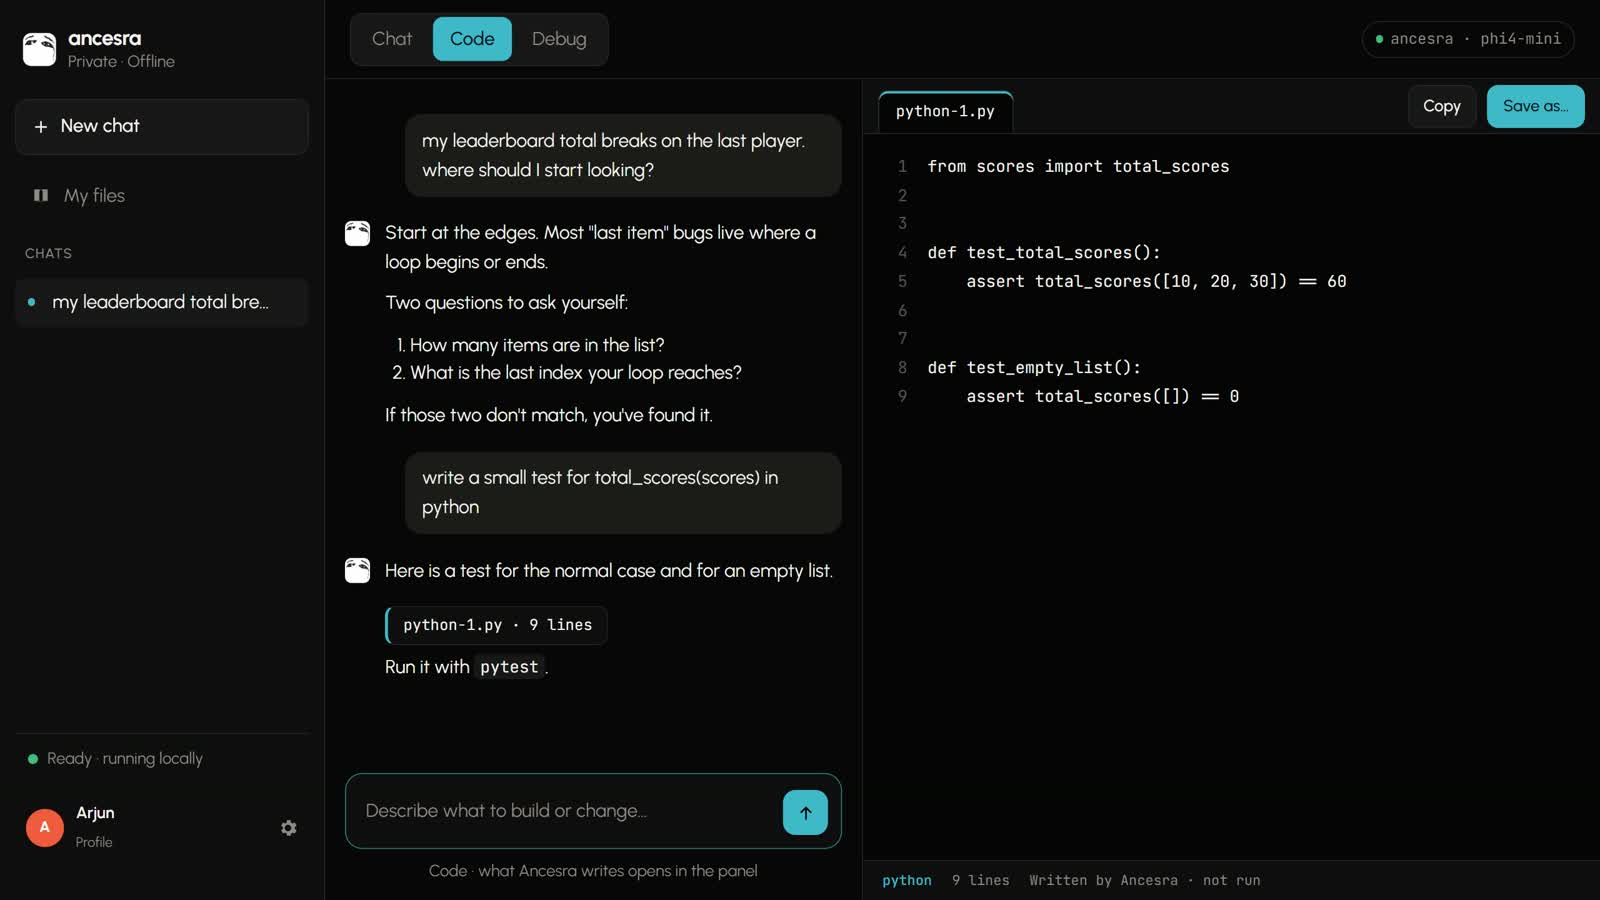 ancesra
Private · Offline
+ New chat
My files
CHATS
my leaderboard total bre...
Ready · running locally
A
Arjun
Profile
Chat
Code
Debug
ancesra · phi4-mini
my leaderboard total breaks on the last player.
where should I start looking?
Start at the edges. Most "last item" bugs live where a
loop begins or ends.
Two questions to ask yourself:
1. How many items are in the list?
2. What is the last index your loop reaches?
If those two don't match, you've found it.
write a small test for total_scores(scores) in
python
Here is a test for the normal case and for an empty list.
python-1.py · 9 lines
Run it with pytest.
Describe what to build or change...
Code · what Ancesra writes opens in the panel
python-1.py
Copy
Save as...
1 from scores import total_scores
2
3
4 def test_total_scores():
5     assert total_scores([10, 20, 30]) == 60
6
7
8 def test_empty_list():
9     assert total_scores([]) == 0
python 9 lines Written by Ancesra · not run